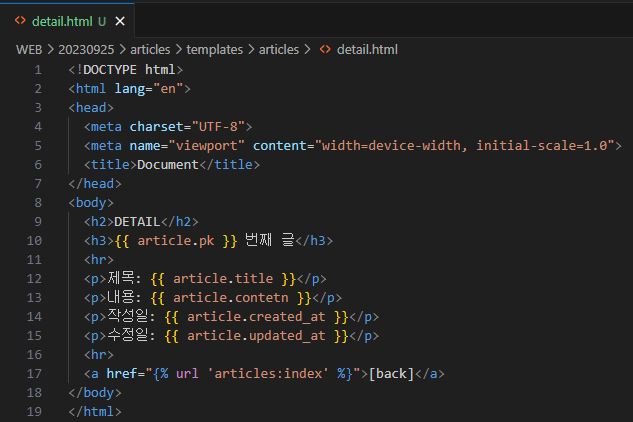 detail.html U
WEB > 20230925 > articles > templates > articles > detail.html
1 <!DOCTYPE html>
2 <html lang="en">
3 <head>
4 <meta charset="UTF-8">
5 <meta name="viewport" content="width=device-width, initial-scale=1.0">
6 <title>Document</title>
7 </head>
8 <body>
9 <h2>DETAIL</h2>
10 <h3>{{ article.pk }} 번째 글</h3>
11 <hr>
12 <p>제목: {{ article.title }}</p>
13 <p>내용: {{ article.contetn }}</p>
14 <p>작성일: {{ article.created_at }}</p>
15 <p>수정일: {{ article.updated_at }}</p>
16 <hr>
17 <a href="{% url 'articles:index' %}">[back]</a>
18 </body>
19 </html>